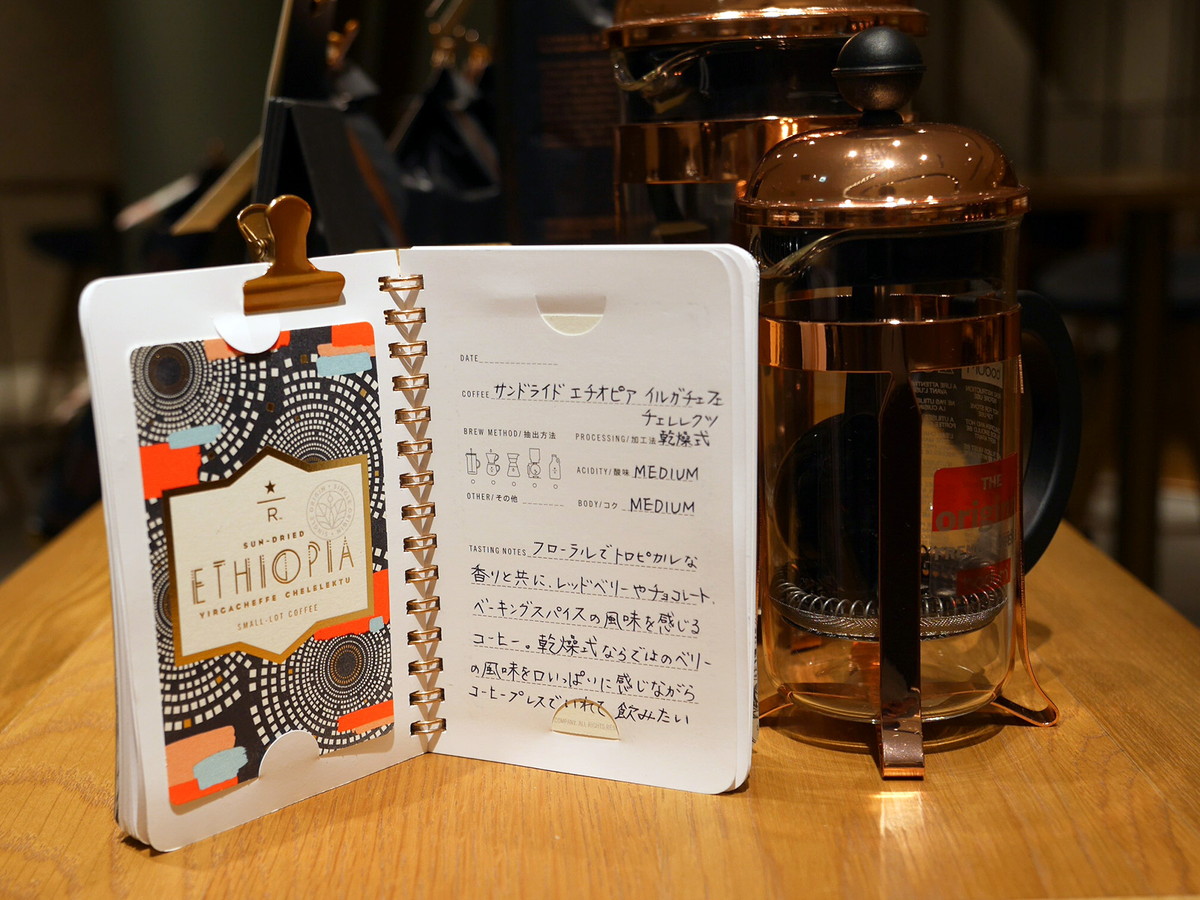 R
SUN-DRIED
ETHIOPIA
YIRGACHEFFE CHELELEKTU
SMALL-LOT COFFEE
DATE
COFFEE サンドライド エチオピア イルガチェフェ
チェレレクツ
BREW METHOD/抽出方法
PROCESSING/加工法 乾燥式
ACIDITY/酸味 MEDIUM
OTHER/その他
BODY/コク MEDIUM
TASTING NOTES フローラルでトロピカルな
香りと共に、レッドベリーやチョコレート、
ベーキングスパイスの風味を感じる
コーヒー。乾燥式ならではのベリー
の風味を口いっぱいに感じながら
コーヒープレスでいれて 飲みたい
THE